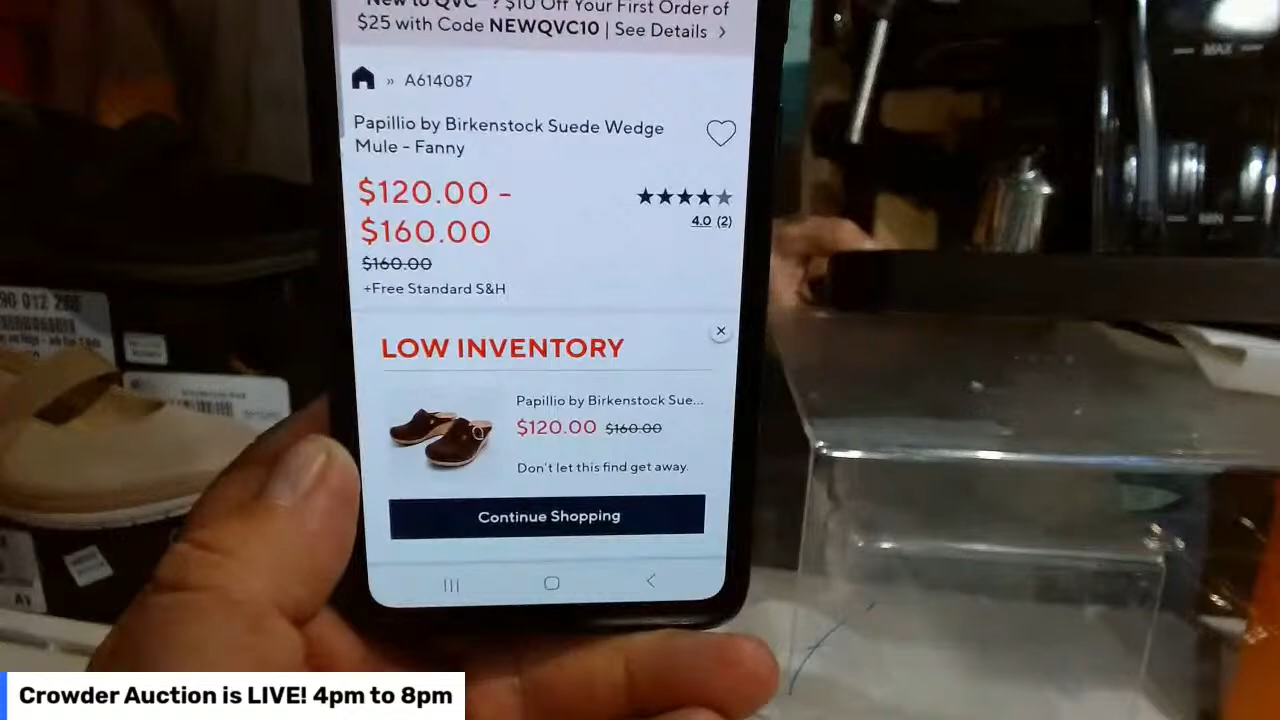 "New to QVC"? $10 Off Your First Order of
$25 with Code NEWQVC10 | See Details >
» A614087
Papillio by Birkenstock Suede Wedge
Mule - Fanny
$120.00 -
$160.00
4.0 (2)
$160.00
+Free Standard S&H
LOW INVENTORY
Papillio by Birkenstock Sue...
$120.00 $160.00
Don't let this find get away.
Continue Shopping
MAX
MIN
Crowder Auction is LIVE! 4pm to 8pm